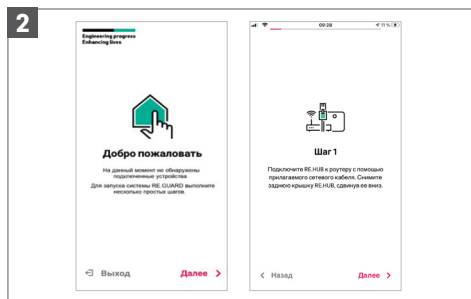 2
Engineering progress
Enhancing lives
Добро пожаловать
На данный момент не обнаружены
подключенные устройства
Для запуска системы RE.GUARD выполните
несколько простых шагов.
Выход
Далее >
09:28
11 %
Шаг 1
Подключите RE.HUB к роутеру с помощью
прилагаемого сетевого кабеля. Снимите
заднюю крышку RE.HUB, сдвинув ее вниз.
< Назад
Далее >